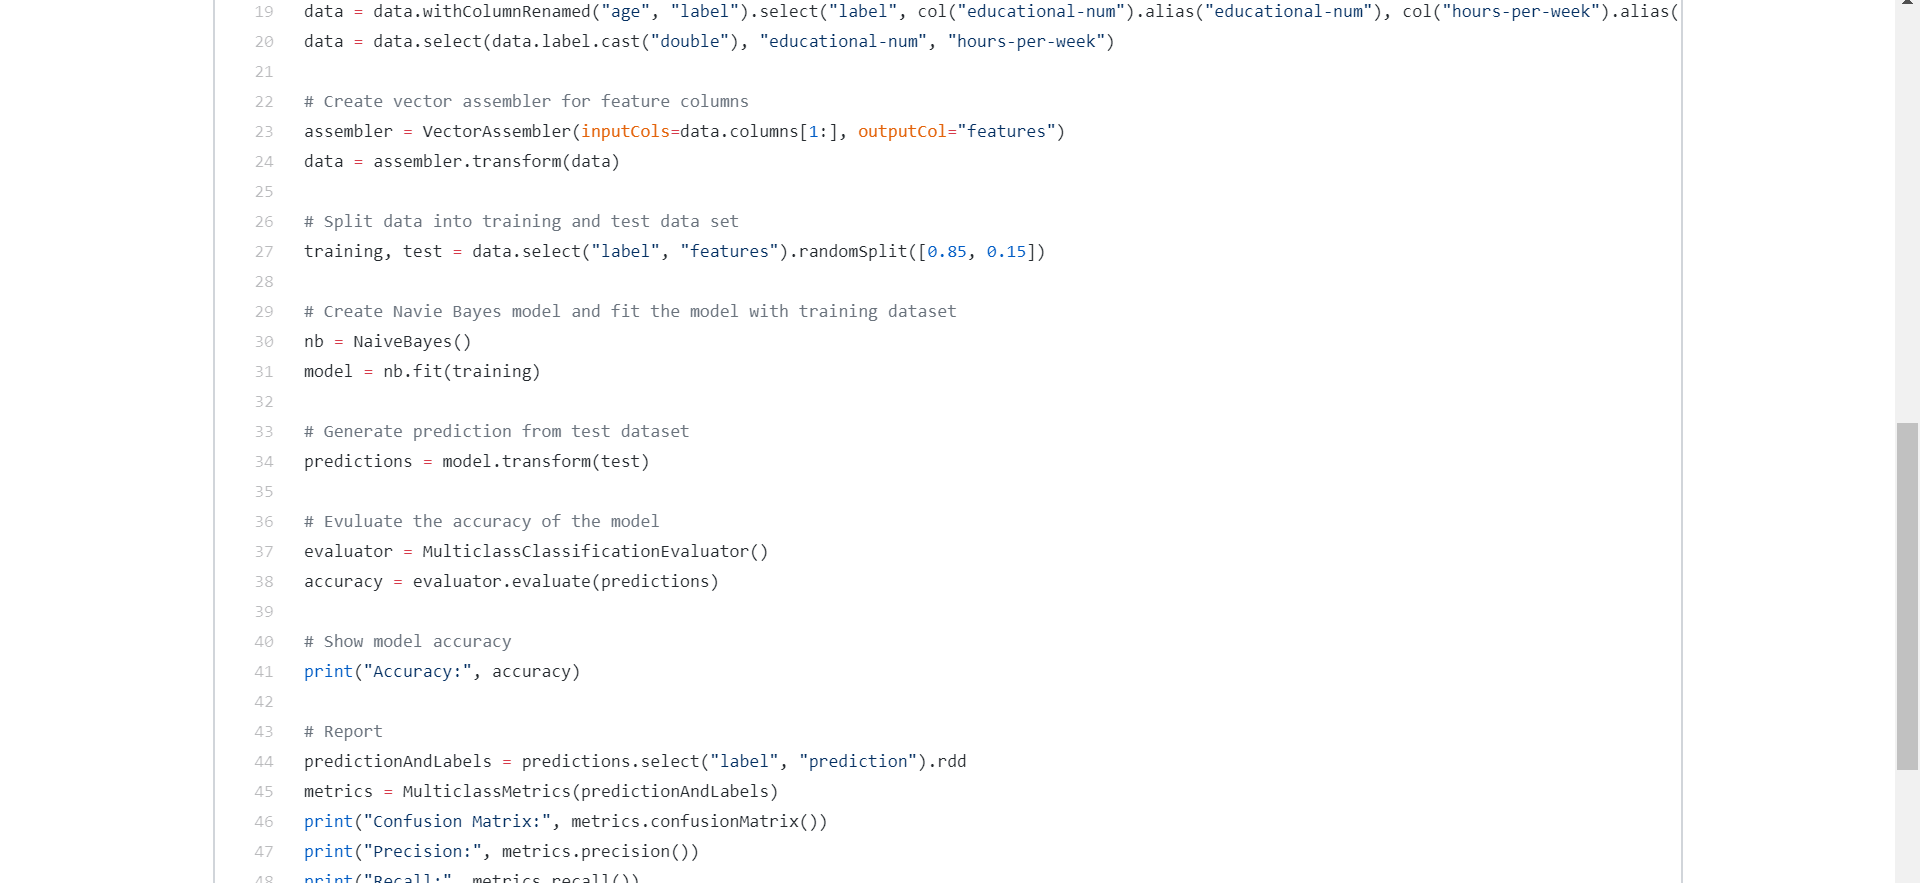 19 data = data.withColumnRenamed("age", "label").select("label", col("educational-num").alias("educational-num"), col("hours-per-week").alias(
20 data = data.select(data.label.cast("double"), "educational-num", "hours-per-week")
21
22 # Create vector assembler for feature columns
23 assembler = VectorAssembler(inputCols=data.columns[1:], outputCol="features")
24 data = assembler.transform(data)
25
26 # Split data into training and test data set
27 training, test = data.select("label", "features").randomSplit([0.85, 0.15])
28
29 # Create Navie Bayes model and fit the model with training dataset
30 nb = NaiveBayes()
31 model = nb.fit(training)
32
33 # Generate prediction from test dataset
34 predictions = model.transform(test)
35
36 # Evuluate the accuracy of the model
37 evaluator = MulticlassClassificationEvaluator()
38 accuracy = evaluator.evaluate(predictions)
39
40 # Show model accuracy
41 print("Accuracy:", accuracy)
42
43 # Report
44 predictionAndLabels = predictions.select("label", "prediction").rdd
45 metrics = MulticlassMetrics(predictionAndLabels)
46 print("Confusion Matrix:", metrics.confusionMatrix())
47 print("Precision:", metrics.precision())
48 print("Recall:", metrics.recall())